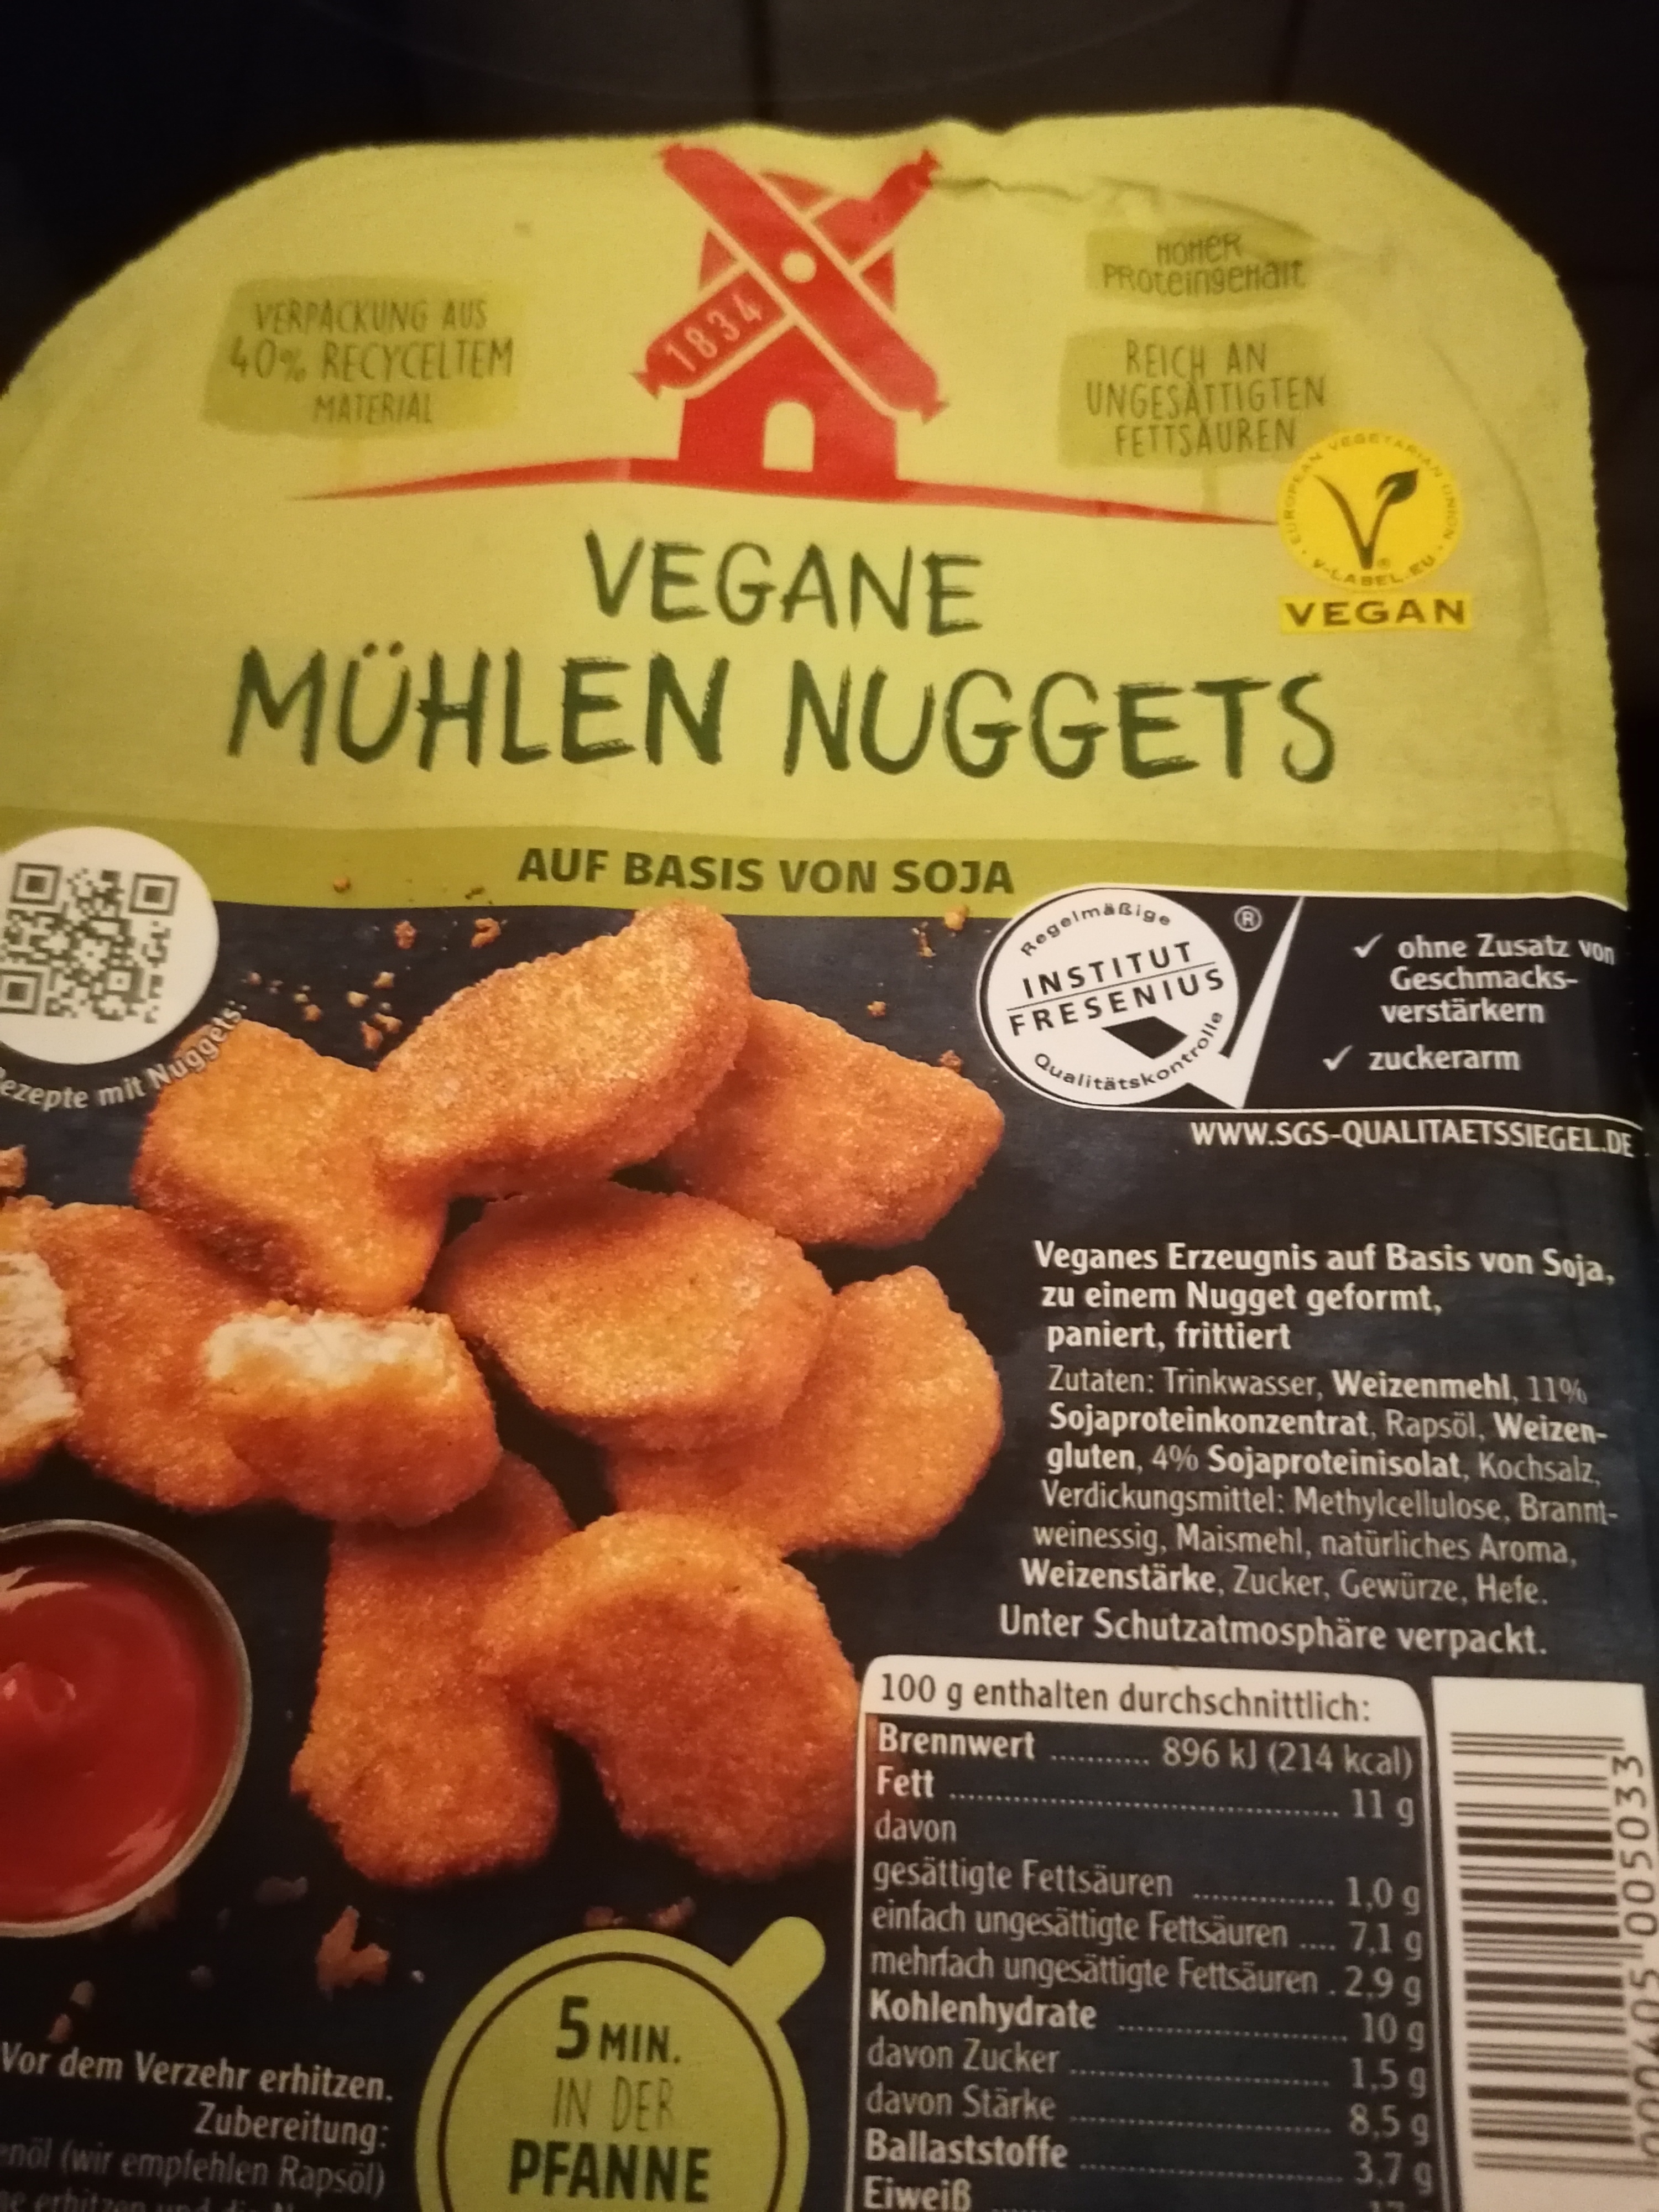 1834
VERPACKUNG AUS
40% RECYCELTEM
MATERIAL
HOHER
PROteingeHalt
REICH AN
UNGESÄTTIGTEN
FETTSÄUREN
EUROPEAN VEGETARIAN UNION
V-LABEL.EU
®
VEGAN
VEGANE
MÜHLEN NUGGETS
AUF BASIS VON SOJA
mit Nuggets:
Regelmäßige
INSTITUT
FRESENIUS
Qualitätskontrolle
®
✓ ohne Zusatz von
Geschmacks-
verstärkern
✓ zuckerarm
WWW.SGS-QUALITAETSSIEGEL.DE
Veganes Erzeugnis auf Basis von Soja,
zu einem Nugget geformt,
paniert, frittiert
Zutaten: Trinkwasser, Weizenmehl, 11%
Sojaproteinkonzentrat, Rapsöl, Weizen-
gluten, 4% Sojaproteinisolat, Kochsalz,
Verdickungsmittel: Methylcellulose, Brannt-
weinessig, Maismehl, natürliches Aroma,
Weizenstärke, Zucker, Gewürze, Hefe.
Unter Schutzatmosphäre verpackt.
100 g enthalten durchschnittlich:
Brennwert ........... 896 kJ (214 kcal)
Fett ........... 11 g
davon
gesättigte Fettsäuren ........... 1,0 g
einfach ungesättigte Fettsäuren .... 7,1 g
mehrfach ungesättigte Fettsäuren . 2,9 g
Kohlenhydrate ........... 10 g
davon Zucker ........... 1,5 g
davon Stärke ........... 8,5 g
Ballaststoffe ........... 3,7 g
Eiweiß
5 MIN.
IN DER
PFANNE
Vor dem Verzehr erhitzen.
Zubereitung:
(wir empfehlen Rapsöl)
erhitzen und die
000405 005033